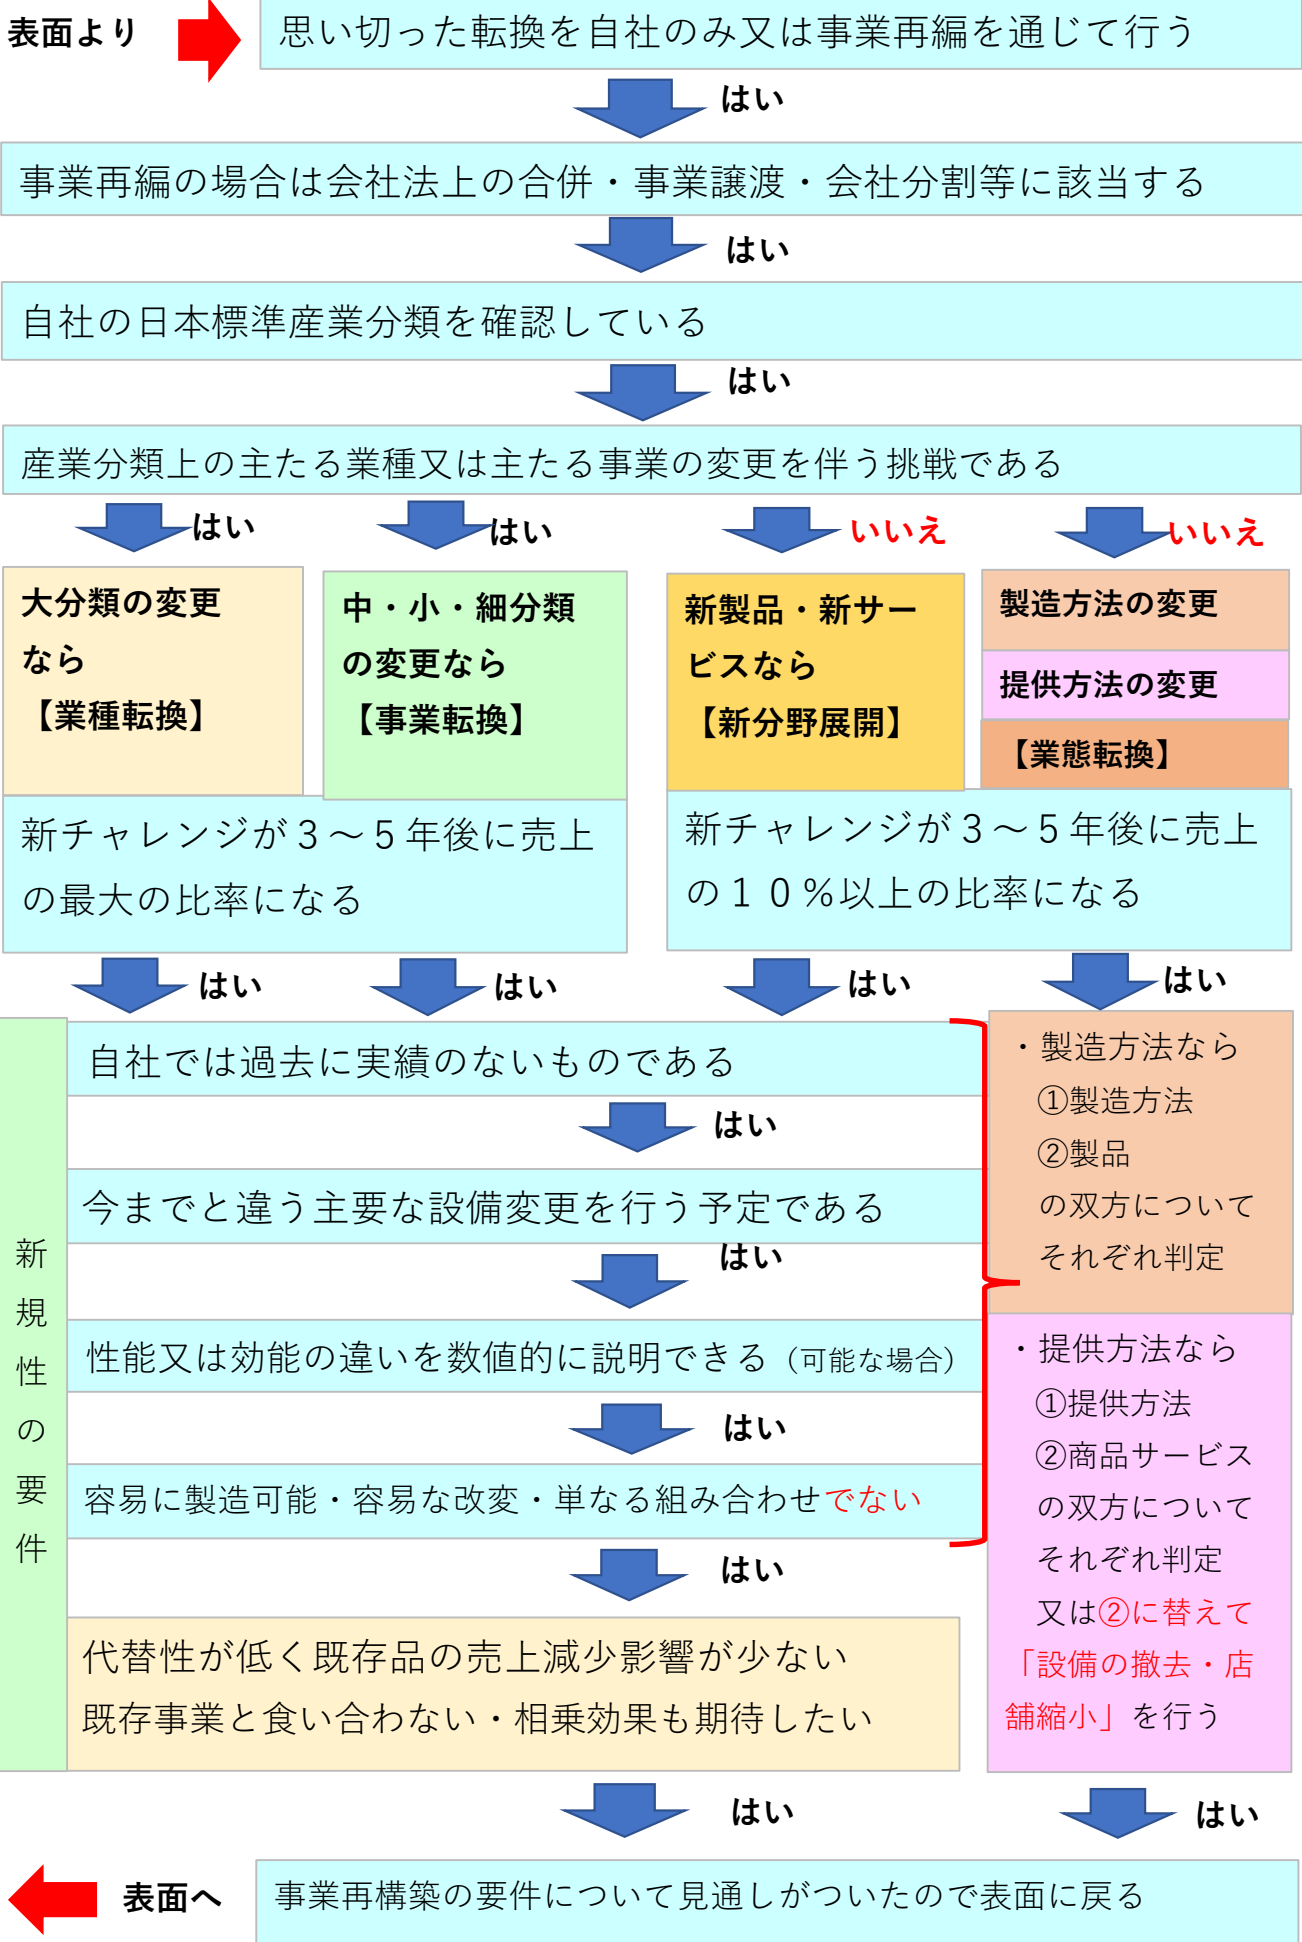 表面より
思い切った転換を自社のみ又は事業再編を通じて行う
はい
事業再編の場合は会社法上の合併・事業譲渡・会社分割等に該当する
はい
自社の日本標準産業分類を確認している
はい
産業分類上の主たる業種又は主たる事業の変更を伴う挑戦である
はい
はい
いいえ
いいえ
大分類の変更
なら
【業種転換】
中・小・細分類
の変更なら
【事業転換】
新製品・新サー
ビスなら
【新分野展開】
製造方法の変更
提供方法の変更
【業態転換】
新チャレンジが３～５年後に売上
の最大の比率になる
新チャレンジが３～５年後に売上
の１０％以上の比率になる
はい
はい
はい
はい
新規性の要件
自社では過去に実績のないものである
はい
今までと違う主要な設備変更を行う予定である
はい
性能又は効能の違いを数値的に説明できる（可能な場合）
はい
容易に製造可能・容易な改変・単なる組み合わせでない
はい
代替性が低く既存品の売上減少影響が少ない
既存事業と食い合わない・相乗効果も期待したい
・製造方法なら
①製造方法
②製品
の双方について
それぞれ判定
・提供方法なら
①提供方法
②商品サービス
の双方について
それぞれ判定
又は②に替えて
「設備の撤去・店
舗縮小」を行う
はい
はい
表面へ
事業再構築の要件について見通しがついたので表面に戻る